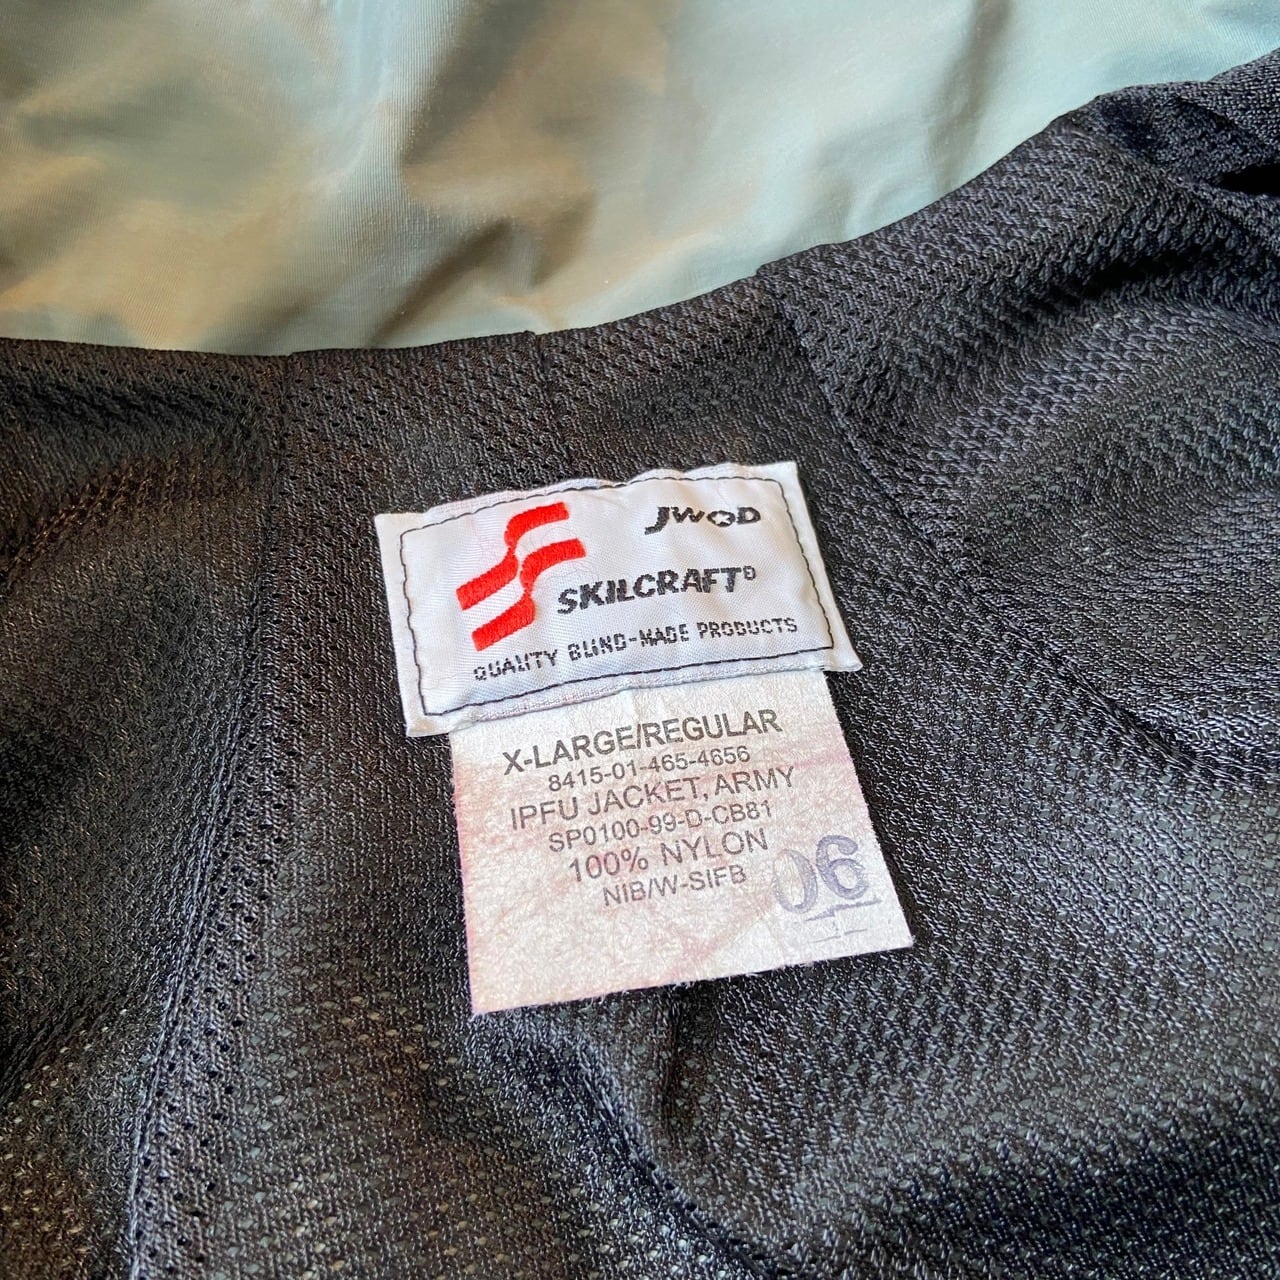 JWOD
SKILCRAFT®
QUALITY BLIND-MADE PRODUCTS
X-LARGE/REGULAR
8415-01-465-4656
IPFU JACKET, ARMY
SP0100-99-D-CB81
100% NYLON
NIB/W-SIFB
06